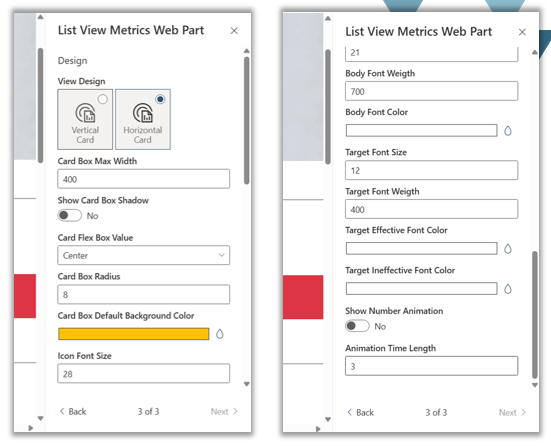 List View Metrics Web Part
Design
View Design
Vertical
Card
Horizontal
Card
Card Box Max Width
400
Show Card Box Shadow
No
Card Flex Box Value
Center
Card Box Radius
8
Card Box Default Background Color
Icon Font Size
28
Back
3 of 3
Next
List View Metrics Web Part
21
Body Font Weigth
700
Body Font Color
Target Font Size
12
Target Font Weigth
400
Target Effective Font Color
Target Ineffective Font Color
Show Number Animation
No
Animation Time Length
3
Back
3 of 3
Next